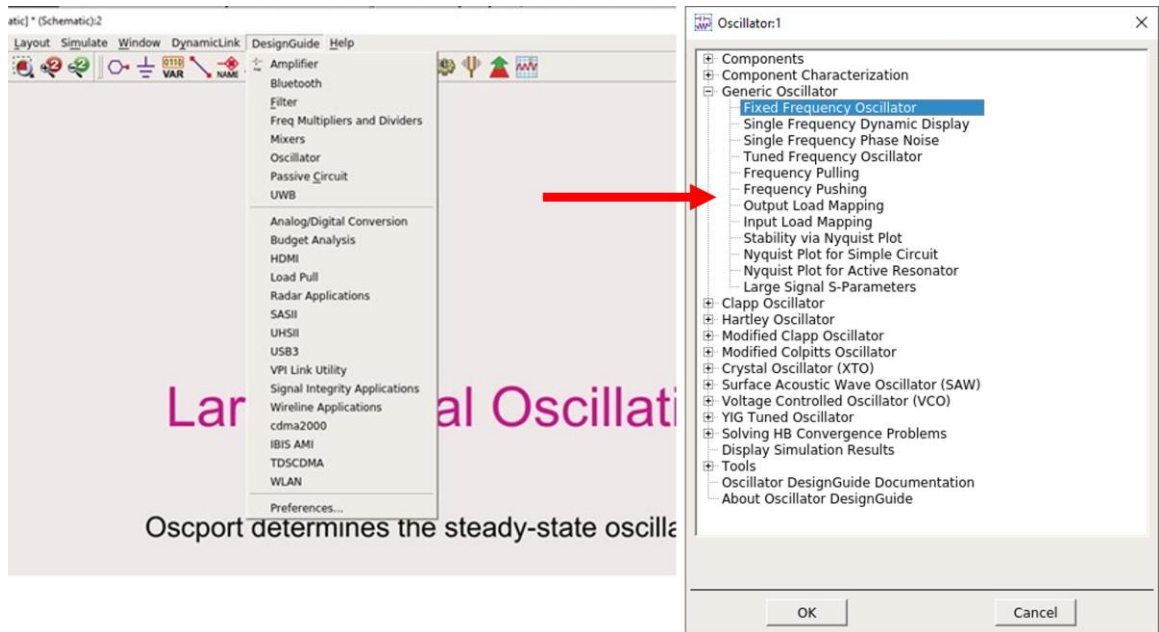 atic] * (Schematic):2
Layout Simulate Window DynamicLink DesignGuide Help
2 2 0110 VAR NAME
Amplifier
Bluetooth
Filter
Freq Multipliers and Dividers
Mixers
Oscillator
Passive Circuit
UWB
Analog/Digital Conversion
Budget Analysis
HDMI
Load Pull
Radar Applications
SASII
UHSII
USB3
VPI Link Utility
Signal Integrity Applications
Wireline Applications
cdma2000
IBIS AMI
TDSCDMA
WLAN
Preferences...
Lar al Oscillati
Oscport determines the steady-state oscilla
Oscillator:1
Components
Component Characterization
Generic Oscillator
Fixed Frequency Oscillator
Single Frequency Dynamic Display
Single Frequency Phase Noise
Tuned Frequency Oscillator
Frequency Pulling
Frequency Pushing
Output Load Mapping
Input Load Mapping
Stability via Nyquist Plot
Nyquist Plot for Simple Circuit
Nyquist Plot for Active Resonator
Large Signal S-Parameters
Clapp Oscillator
Hartley Oscillator
Modified Clapp Oscillator
Modified Colpitts Oscillator
Crystal Oscillator (XTO)
Surface Acoustic Wave Oscillator (SAW)
Voltage Controlled Oscillator (VCO)
YIG Tuned Oscillator
Solving HB Convergence Problems
Display Simulation Results
Tools
Oscillator DesignGuide Documentation
About Oscillator DesignGuide
OK Cancel